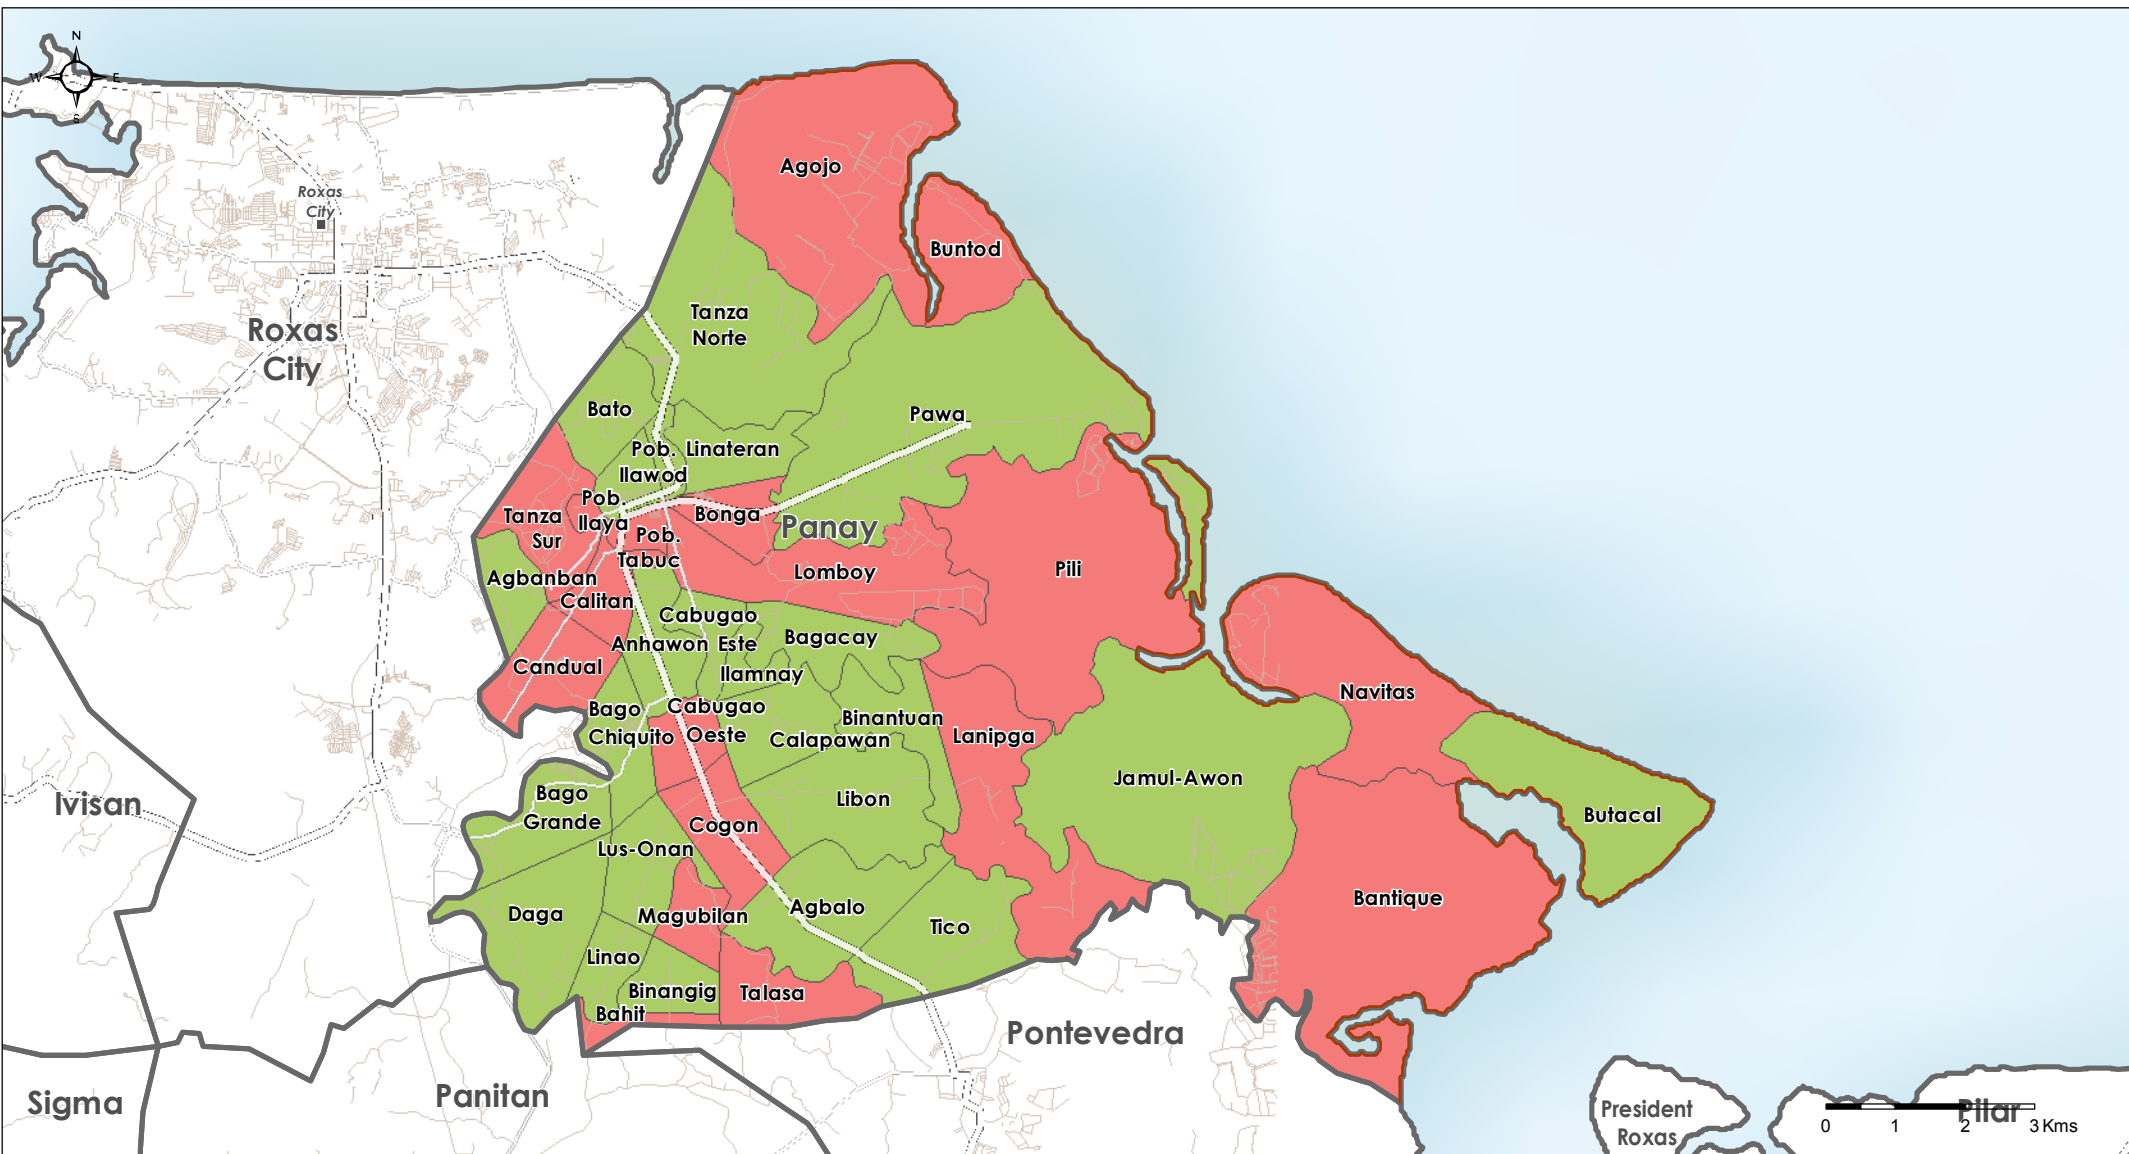 N
W E
S
Roxas
City
Agojo
Buntod
Roxas
City
Tanza
Norte
Bato
Pawa
Pob.
Ilawod
Linateran
Pob.
Ilaya
Tanza
Sur
Bonga
Panay
Pob.
Tabuc
Agbanban
Lomboy
Pili
Calitan
Cabugao
Este
Anhawon
Bagacay
Candual
Ilamnay
Navitas
Bago
Chiquito
Cabugao
Oeste
Binantuan
Calapawan
Lanipga
Jamul-Awon
Ivisan
Bago
Grande
Libon
Butacal
Cogon
Lus-Onan
Bantique
Daga
Magubilan
Agbalo
Tico
Linao
Binangig
Talasa
Bahit
Pontevedra
Sigma
Panitan
President
Roxas
Pilar
0 1 2 3 Kms